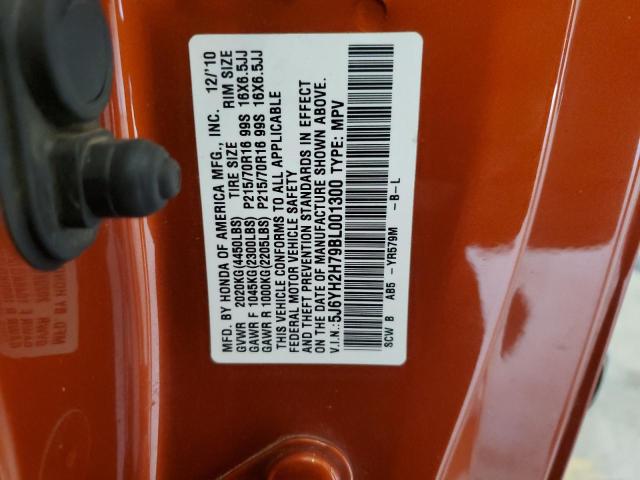 MFD. BY HONDA OF AMERICA MFG., INC. 12/'10
TIRE SIZE RIM SIZE
GVWR 2020KG(4450LBS)
GAWR F 1045KG(2300LBS) P215/70R16 99S 16X6.5JJ
GAWR R 1000KG(2205LBS) P215/70R16 99S 16X6.5JJ
THIS VEHICLE CONFORMS TO ALL APPLICABLE
FEDERAL MOTOR VEHICLE SAFETY
AND THEFT PREVENTION STANDARDS IN EFFECT
ON THE DATE OF MANUFACTURE SHOWN ABOVE.
V.I.N.:5J6YH2H79BL001300 TYPE: MPV
SCW B AB5 -YR579M -B-L